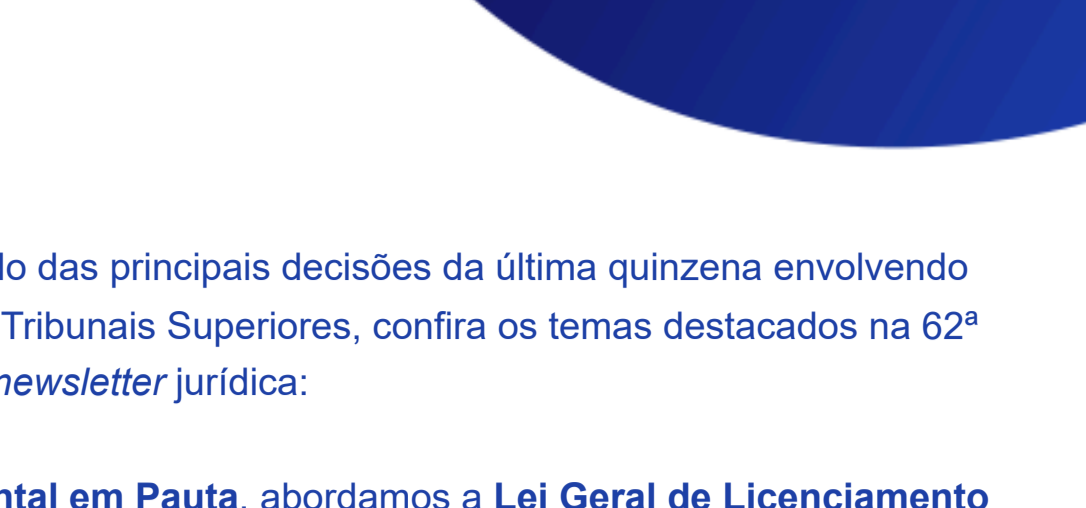 lo das principais decisões da última quinzena envolvendo
Tribunais Superiores, confira os temas destacados na 62ª
newsletter jurídica:
ntal em Pauta, abordamos a Lei Geral de Licenciamento